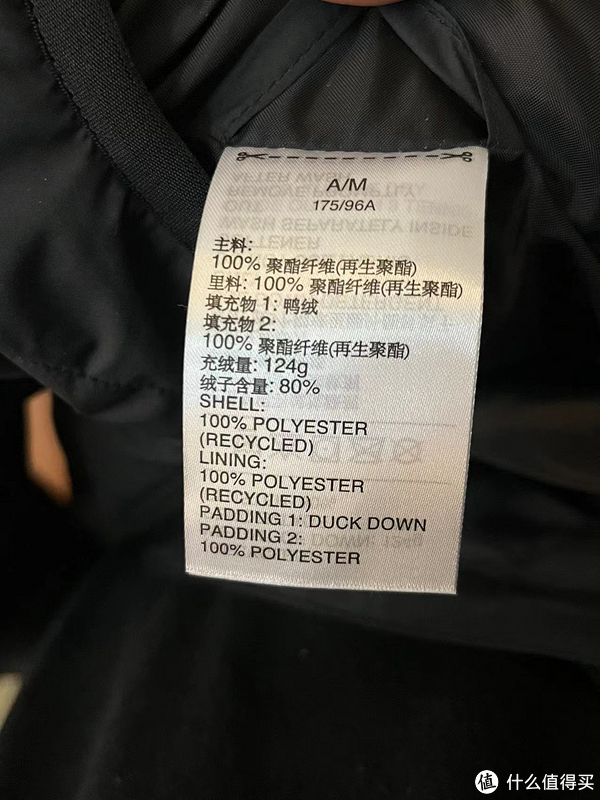 A/M
175/96A
主料:
100% 聚酯纤维(再生聚酯)
里料: 100% 聚酯纤维(再生聚酯)
填充物 1: 鸭绒
填充物 2:
100% 聚酯纤维(再生聚酯)
充绒量: 124g
绒子含量: 80%
SHELL:
100% POLYESTER
(RECYCLED)
LINING:
100% POLYESTER
(RECYCLED)
PADDING 1: DUCK DOWN
PADDING 2:
100% POLYESTER
值 什么值得买